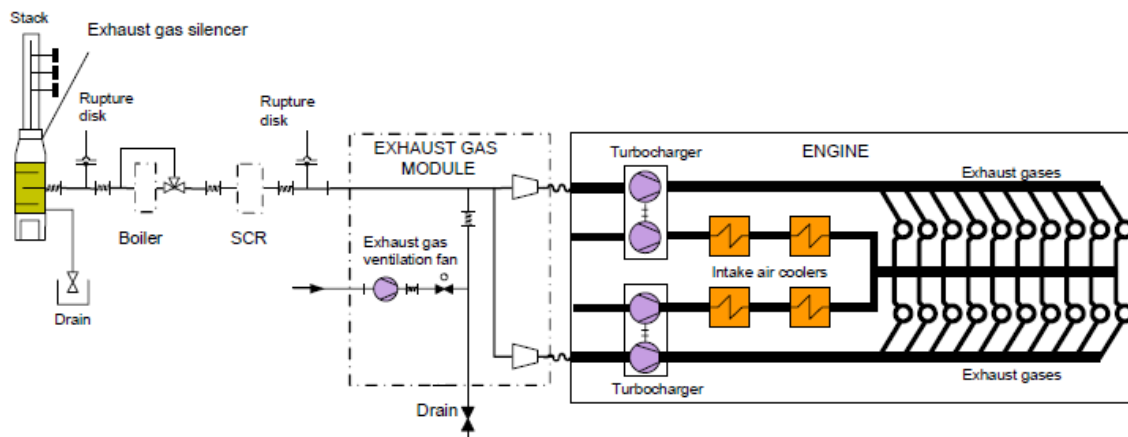 Stack
Exhaust gas silencer
Rupture
disk
Rupture
disk
EXHAUST GAS
MODULE
Turbocharger
ENGINE
Exhaust gases
Boiler
SCR
Exhaust gas
ventilation fan
Intake air coolers
Drain
Drain
Turbocharger
Exhaust gases